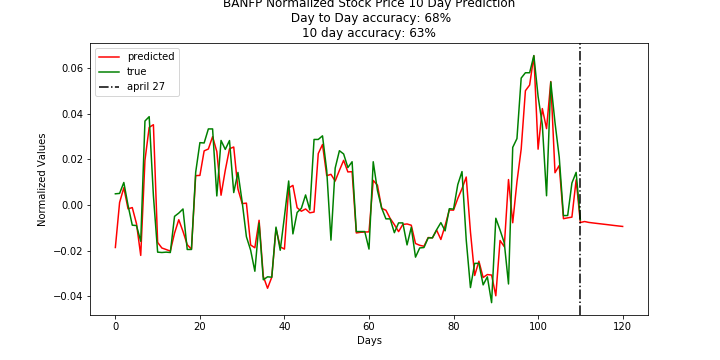 BANFP Normalized Stock Price 10 Day Prediction
Day to Day accuracy: 68%
10 day accuracy: 63%
predicted
true
april 27
0.06
0.04
0.02
0.00
−0.02
−0.04
Normalized Values
0 20 40 60 80 100 120
Days